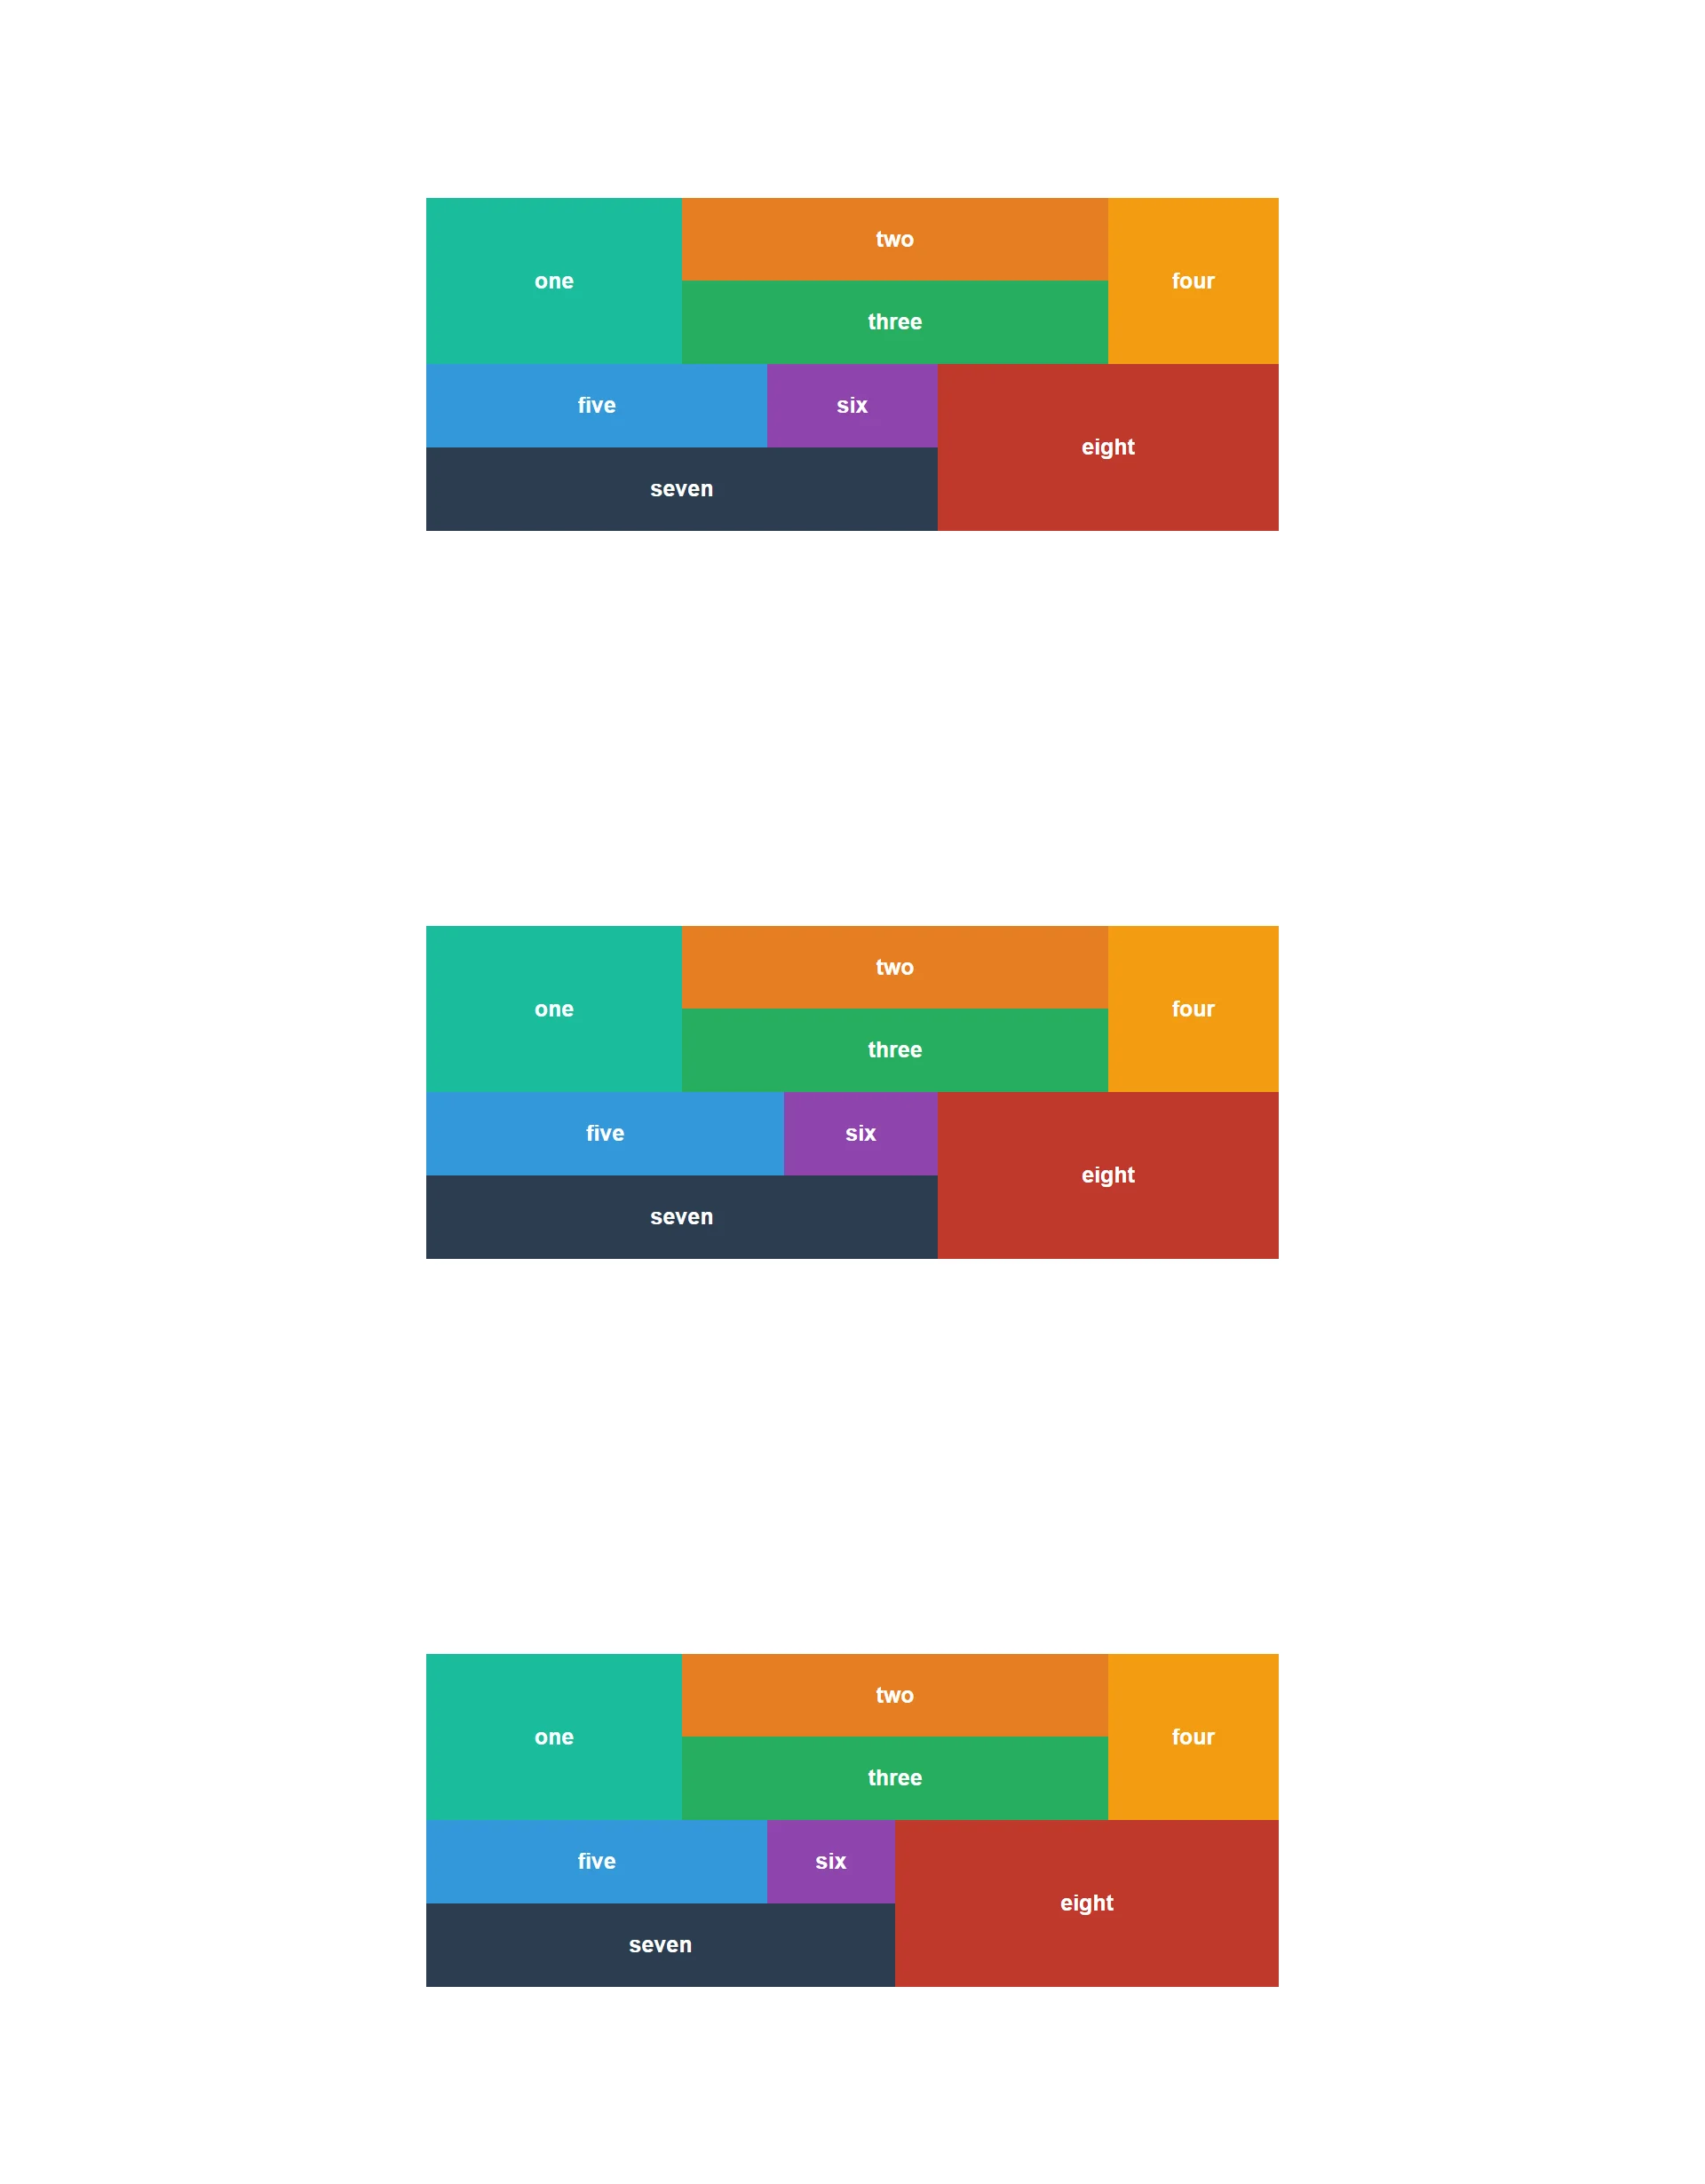 one
two
three
four
five
six
seven
eight
one
two
three
four
five
six
seven
eight
one
two
three
four
five
six
seven
eight